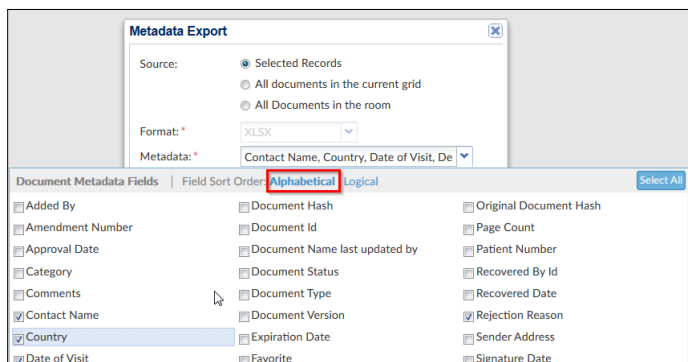 Metadata Export
Source:
Selected Records
All documents in the current grid
All Documents in the room
Format: *
XLSX
Metadata: *
Contact Name, Country, Date of Visit, De
Document Metadata Fields | Field Sort Order: Alphabetical Logical
Select All
Added By
Document Hash
Original Document Hash
Amendment Number
Document Id
Page Count
Approval Date
Document Name last updated by
Patient Number
Category
Document Status
Recovered By Id
Comments
Document Type
Recovered Date
Contact Name
Document Version
Rejection Reason
Country
Expiration Date
Sender Address
Date of Visit
Favorite
Signature Date